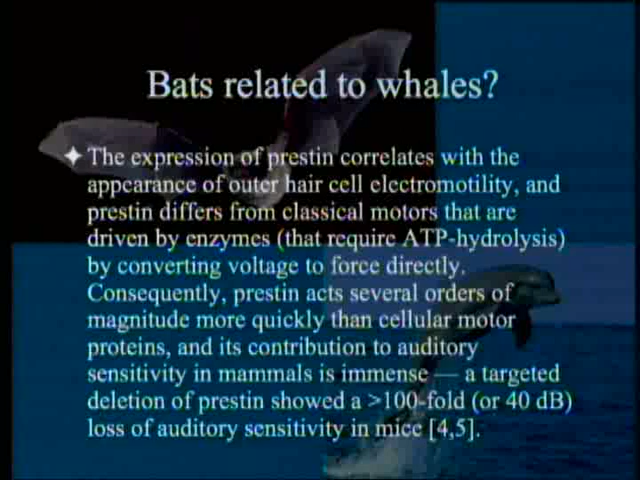 Bats related to whales?
✦ The expression of prestin correlates with the
appearance of outer hair cell electromotility, and
prestin differs from classical motors that are
driven by enzymes (that require ATP-hydrolysis)
by converting voltage to force directly.
Consequently, prestin acts several orders of
magnitude more quickly than cellular motor
proteins, and its contribution to auditory
sensitivity in mammals is immense — a targeted
deletion of prestin showed a >100-fold (or 40 dB)
loss of auditory sensitivity in mice [4,5].